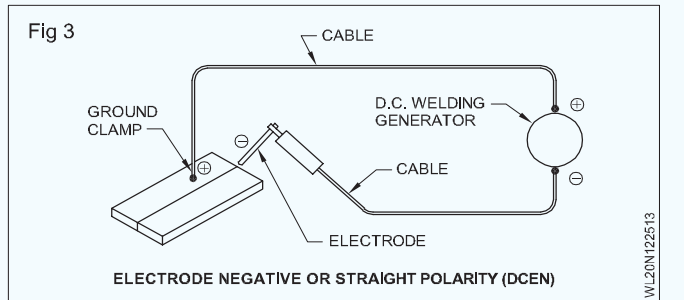 Fig 3
CABLE
GROUND
CLAMP
D.C. WELDING
GENERATOR
⊕
⊖
⊕
CABLE
⊖
ELECTRODE
ELECTRODE NEGATIVE OR STRAIGHT POLARITY (DCEN)
WL20N122513